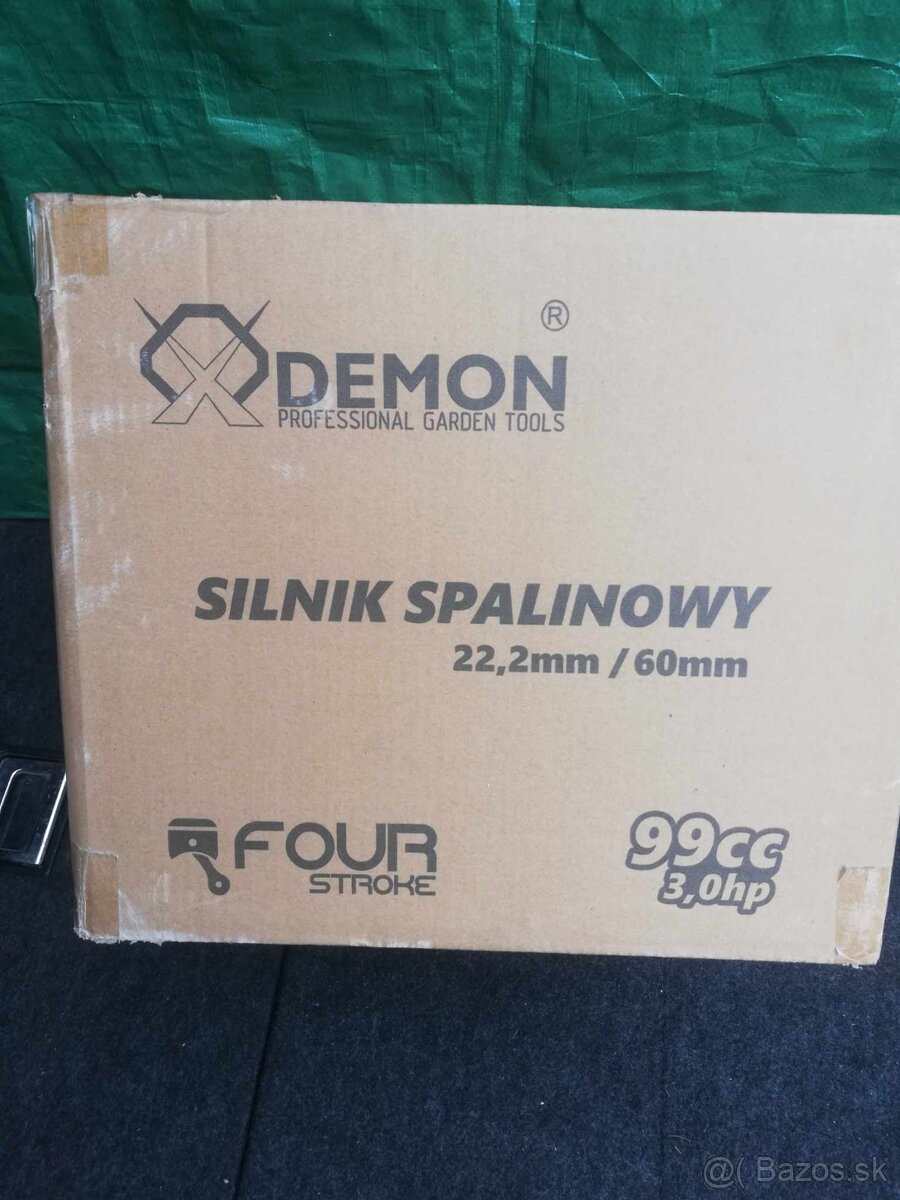 ®
DEMON
PROFESSIONAL GARDEN TOOLS
SILNIK SPALINOWY
22,2mm / 60mm
FOUR
STROKE
99cc
3,0hp
@( Bazos.sk